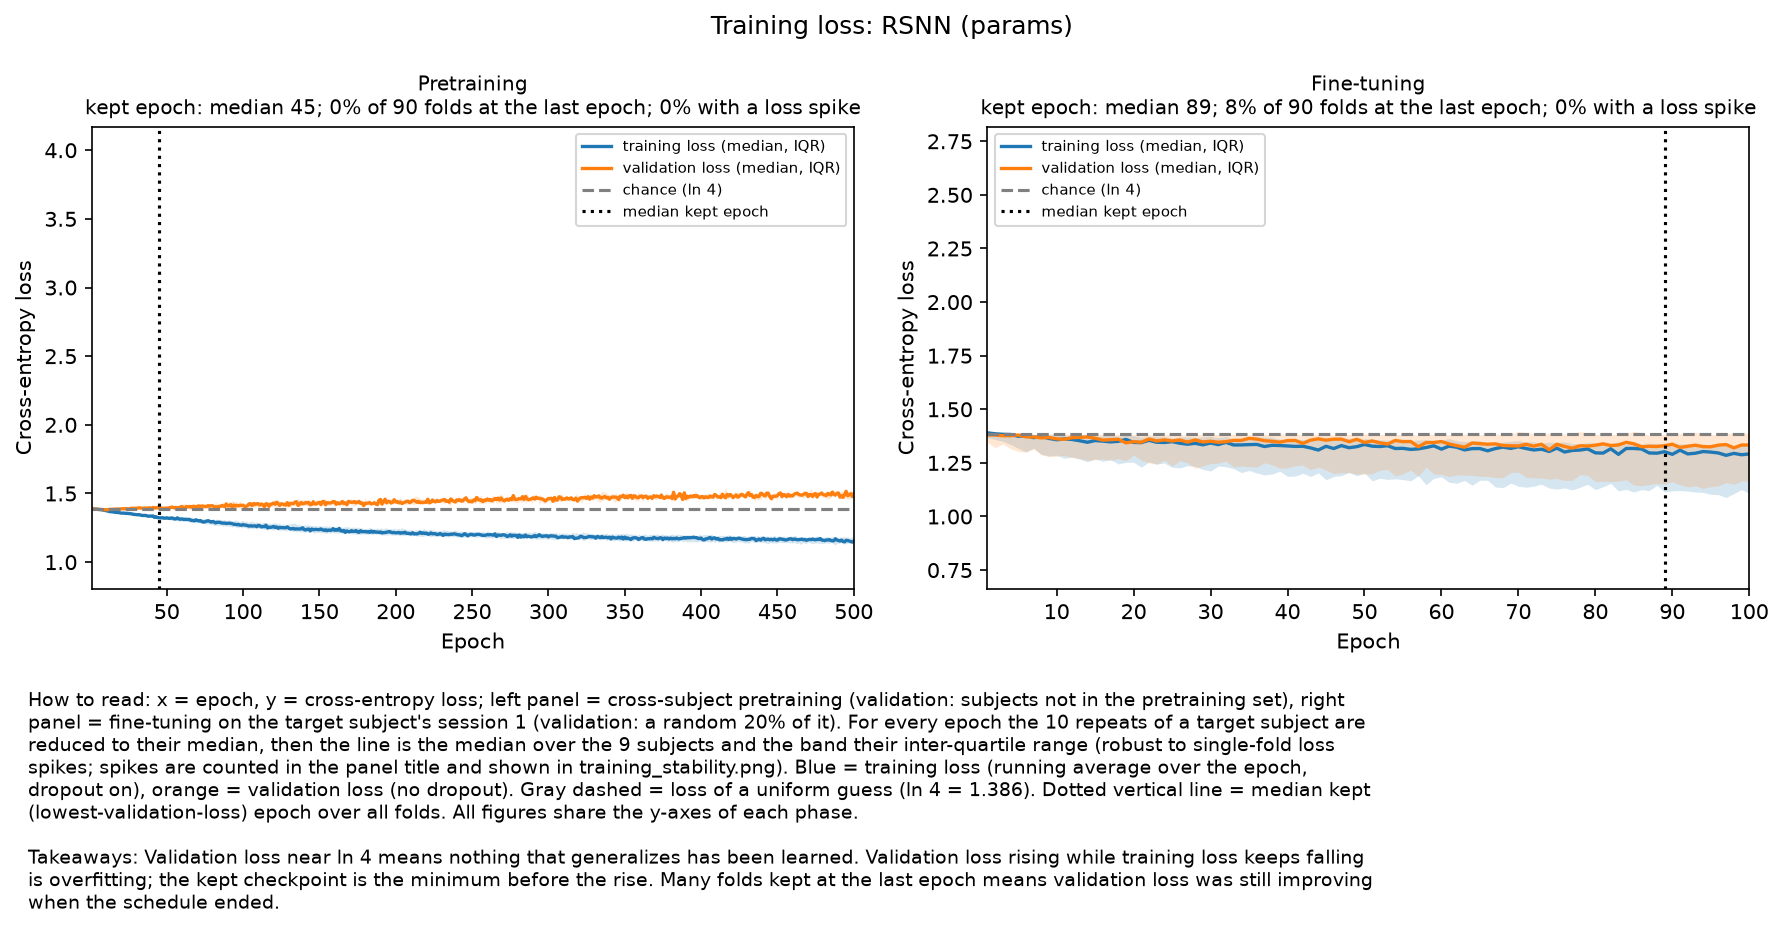 Training loss: RSNN (params)
Pretraining
kept epoch: median 45; 0% of 90 folds at the last epoch; 0% with a loss spike
4.0
3.5
3.0
2.5
2.0
1.5
1.0
Cross-entropy loss
training loss (median, IQR)
validation loss (median, IQR)
chance (ln 4)
median kept epoch
50 100 150 200 250 300 350 400 450 500
Epoch
Fine-tuning
kept epoch: median 89; 8% of 90 folds at the last epoch; 0% with a loss spike
2.75
2.50
2.25
2.00
1.75
1.50
1.25
1.00
0.75
Cross-entropy loss
training loss (median, IQR)
validation loss (median, IQR)
chance (ln 4)
median kept epoch
10 20 30 40 50 60 70 80 90 100
Epoch
How to read: x = epoch, y = cross-entropy loss; left panel = cross-subject pretraining (validation: subjects not in the pretraining set), right
panel = fine-tuning on the target subject's session 1 (validation: a random 20% of it). For every epoch the 10 repeats of a target subject are
reduced to their median, then the line is the median over the 9 subjects and the band their inter-quartile range (robust to single-fold loss
spikes; spikes are counted in the panel title and shown in training_stability.png). Blue = training loss (running average over the epoch,
dropout on), orange = validation loss (no dropout). Gray dashed = loss of a uniform guess (ln 4 = 1.386). Dotted vertical line = median kept
(lowest-validation-loss) epoch over all folds. All figures share the y-axes of each phase.
Takeaways: Validation loss near ln 4 means nothing that generalizes has been learned. Validation loss rising while training loss keeps falling
is overfitting; the kept checkpoint is the minimum before the rise. Many folds kept at the last epoch means validation loss was still improving
when the schedule ended.